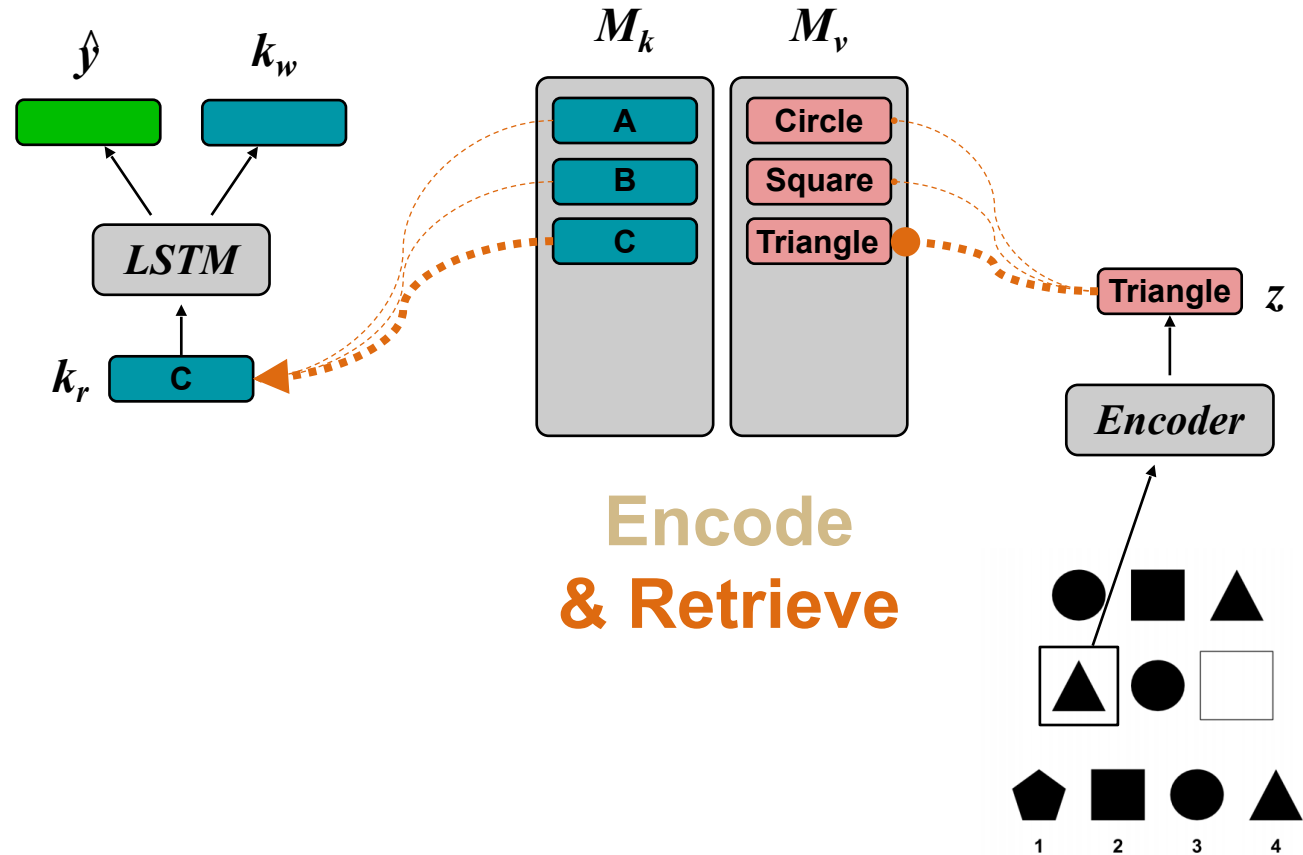 ŷ
k_w
M_k
M_v
A
Circle
B
Square
C
Triangle
LSTM
Triangle
z
k_r
C
Encoder
Encode
& Retrieve
1 2 3 4